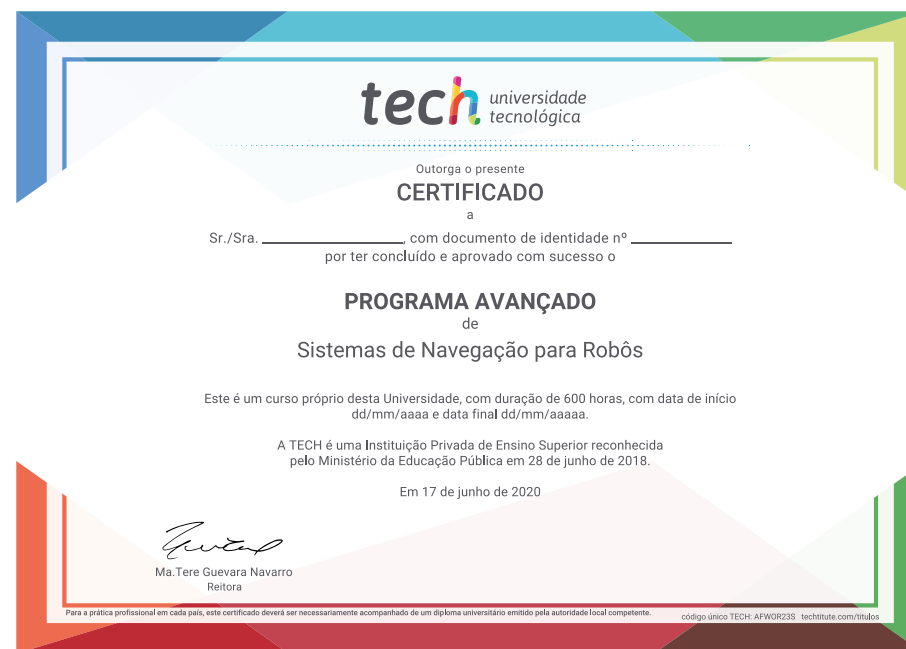 tech universidade
tecnológica
Outorga o presente
CERTIFICADO
a
Sr./Sra. ________________, com documento de identidade nº ____________
por ter concluído e aprovado com sucesso o
PROGRAMA AVANÇADO
de
Sistemas de Navegação para Robôs
Este é um curso próprio desta Universidade, com duração de 600 horas, com data de início
dd/mm/aaaa e data final dd/mm/aaaaa.
A TECH é uma Instituição Privada de Ensino Superior reconhecida
pelo Ministério da Educação Pública em 28 de junho de 2018.
Em 17 de junho de 2020
Ma.Tere Guevara Navarro
Reitora
Para a prática profissional em cada país, este certificado deverá ser necessariamente acompanhado de um diploma universitário emitido pela autoridade local competente.
código único TECH: AFWOR23S techtitute.com/titulos